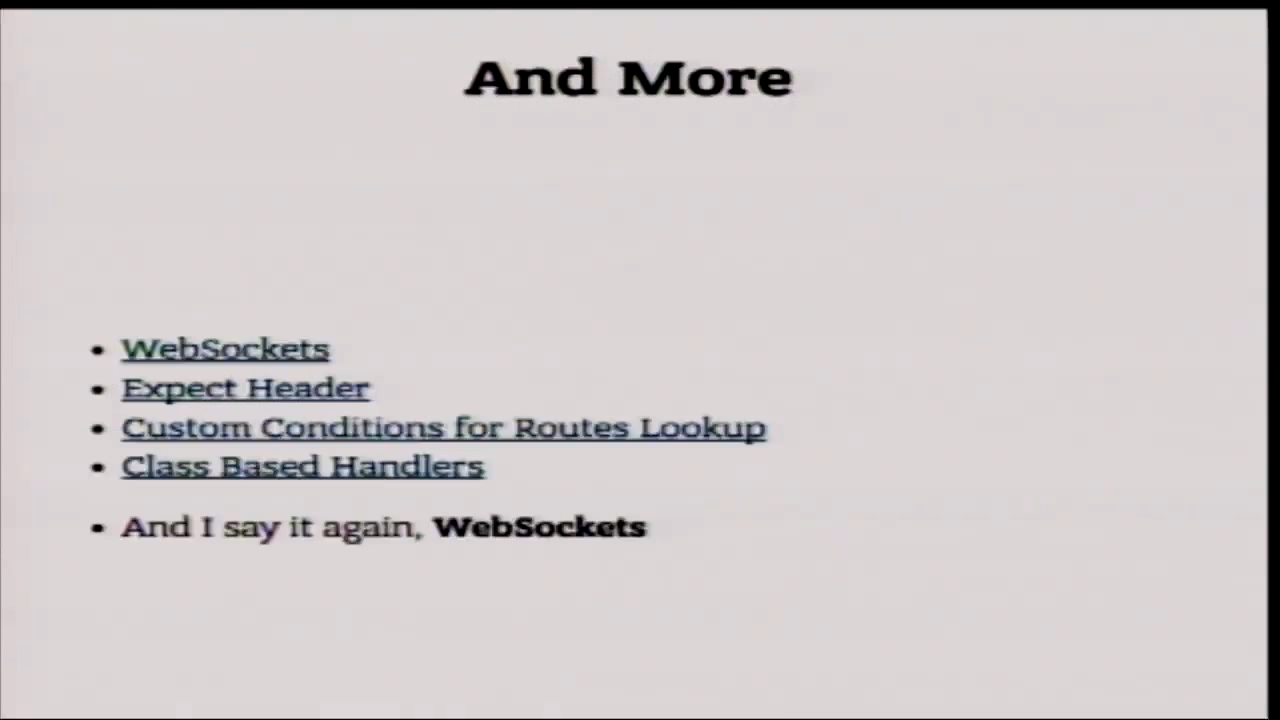 And More
WebSockets
Expect Header
Custom Conditions for Routes Lookup
Class Based Handlers
And I say it again, WebSockets